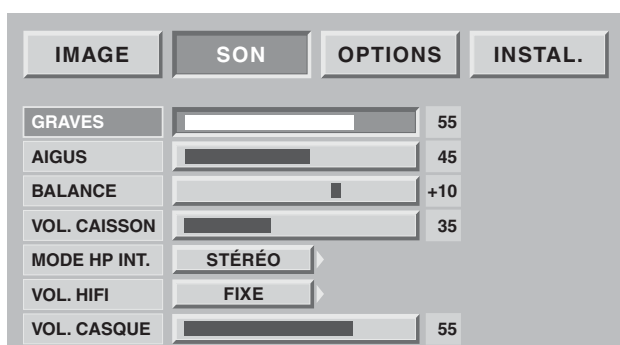 IMAGE SON OPTIONS INSTAL.
GRAVES 55
AIGUS 45
BALANCE +10
VOL. CAISSON 35
MODE HP INT. STÉRÉO
VOL. HIFI FIXE
VOL. CASQUE 55